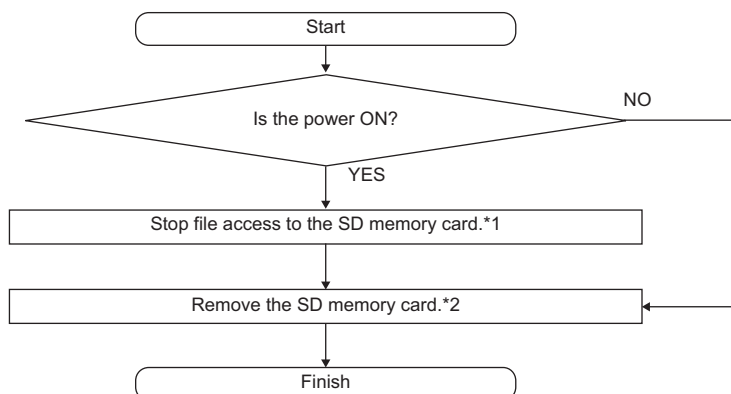 Start
Is the power ON?
NO
YES
Stop file access to the SD memory card.*1
Remove the SD memory card.*2
Finish